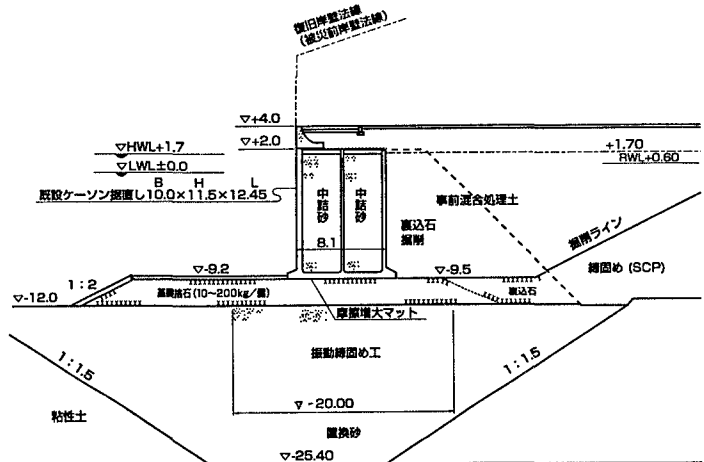 復旧岸壁法線
(被災前岸壁法線)
▽+4.0
▽+2.0
▽HWL+1.7
▽LWL±0.0
+1.70
RWL+0.60
B H L
既設ケーソン据直し10.0×11.5×12.45
中詰砂
中詰砂
8.1
事前混合処理土
裏込石
掘削
掘削ライン
締固め (SCP)
▽-9.2
▽-9.5
1:2
基礎捨石(10〜200kg/個)
裏込石
▽-12.0
摩擦増大マット
振動締固め工
1:1.5
1:1.5
▽-20.00
粘性土
置換砂
▽-25.40